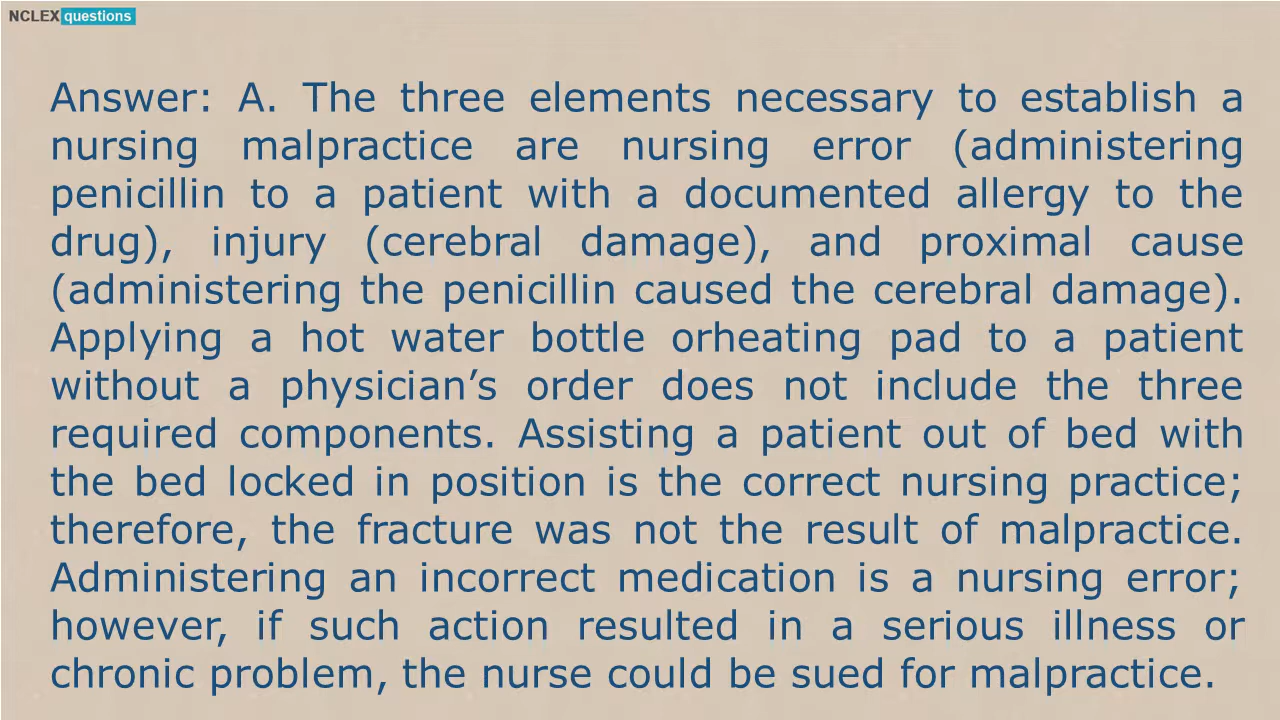 NCLEX questions
Answer: A. The three elements necessary to establish a
nursing malpractice are nursing error (administering
penicillin to a patient with a documented allergy to the
drug), injury (cerebral damage), and proximal cause
(administering the penicillin caused the cerebral damage).
Applying a hot water bottle orheating pad to a patient
without a physician’s order does not include the three
required components. Assisting a patient out of bed with
the bed locked in position is the correct nursing practice;
therefore, the fracture was not the result of malpractice.
Administering an incorrect medication is a nursing error;
however, if such action resulted in a serious illness or
chronic problem, the nurse could be sued for malpractice.